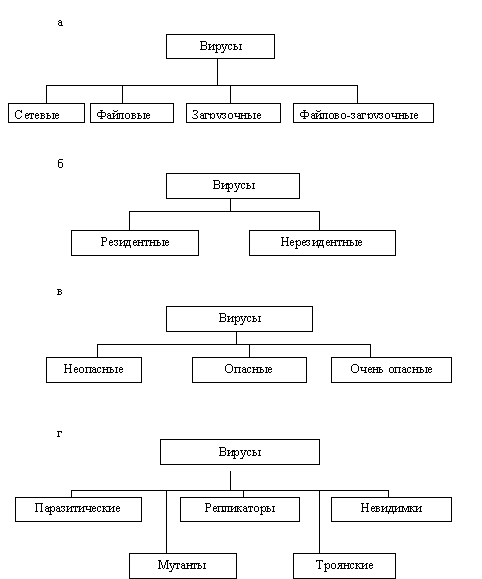 а
Вирусы
Сетевые Файловые Загрузочные Файлово-загрузочные
б
Вирусы
Резидентные Нерезидентные
в
Вирусы
Неопасные Опасные Очень опасные
г
Вирусы
Паразитические Репликаторы Невидимки
Мутанты Троянские